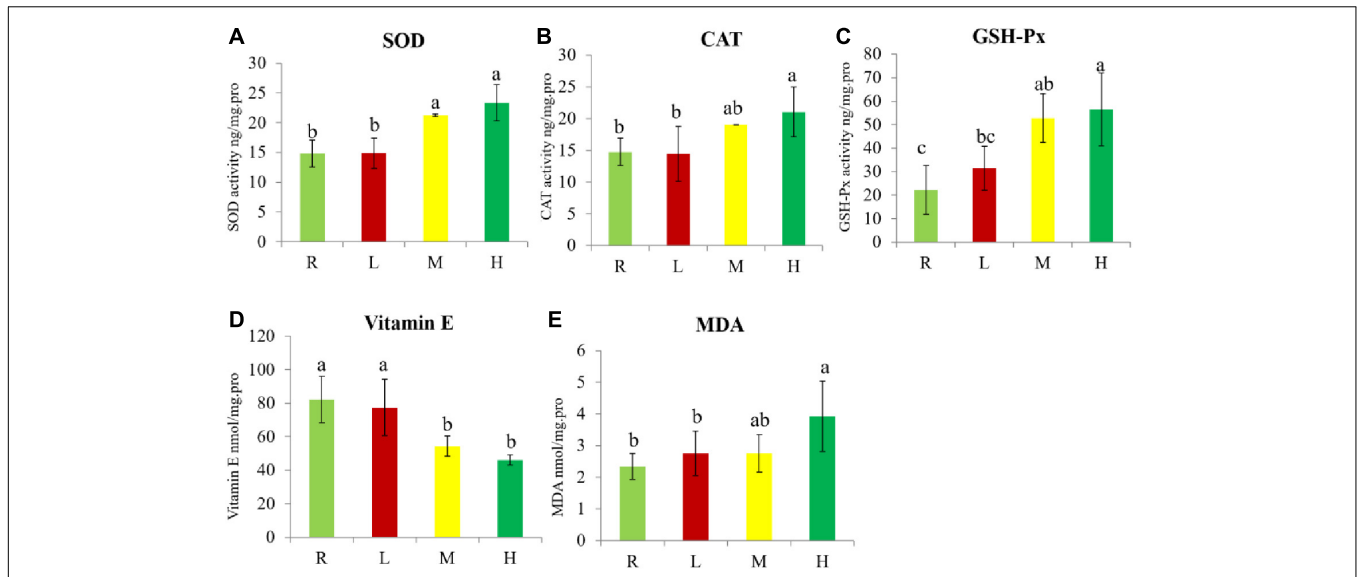 A
SOD
SOD activity ng/mg.pro
30
25
20
15
10
5
0
b
b
a
a
R L M H
B
CAT
CAT activity ng/mg.pro
30
25
20
15
10
5
0
b
b
ab
a
R L M H
C
GSH-Px
GSH-Px activity ng/mg.pro
80
70
60
50
40
30
20
10
0
c
bc
ab
a
R L M H
D
Vitamin E
Vitamin E nmol/mg.pro
120
100
80
60
40
20
0
a
a
b
b
R L M H
E
MDA
MDA nmol/mg.pro
6
5
4
3
2
1
0
b
b
ab
a
R L M H